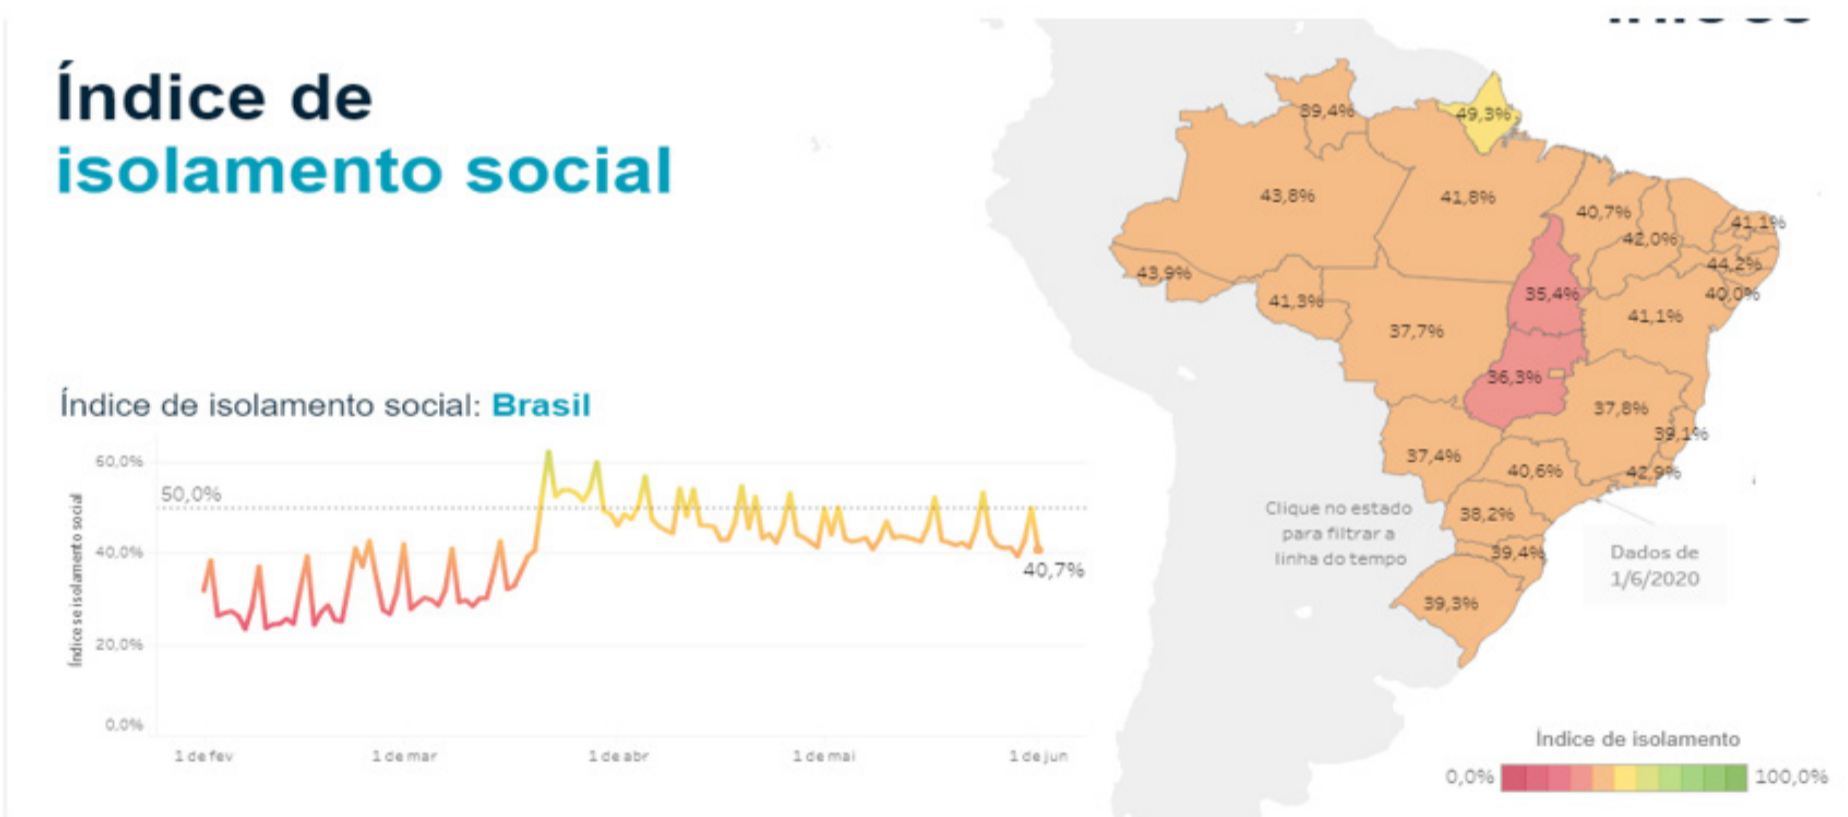 Índice de
isolamento social
Índice de isolamento social: Brasil
Índice se isolamento social
60,0%
50,0%
40,0%
20,0%
0,0%
40,7%
1 de fev
1 de mar
1 de abr
1 de mai
1 de jun
39,4%
49,3%
43,8%
41,8%
40,7%
42,0%
41,1%
44,2%
40,0%
43,9%
41,3%
35,4%
41,1%
37,7%
36,3%
37,8%
39,1%
37,4%
40,6%
42,9%
38,2%
39,4%
39,3%
Clique no estado
para filtrar a
linha do tempo
Dados de
1/6/2020
Índice de isolamento
0,0%
100,0%